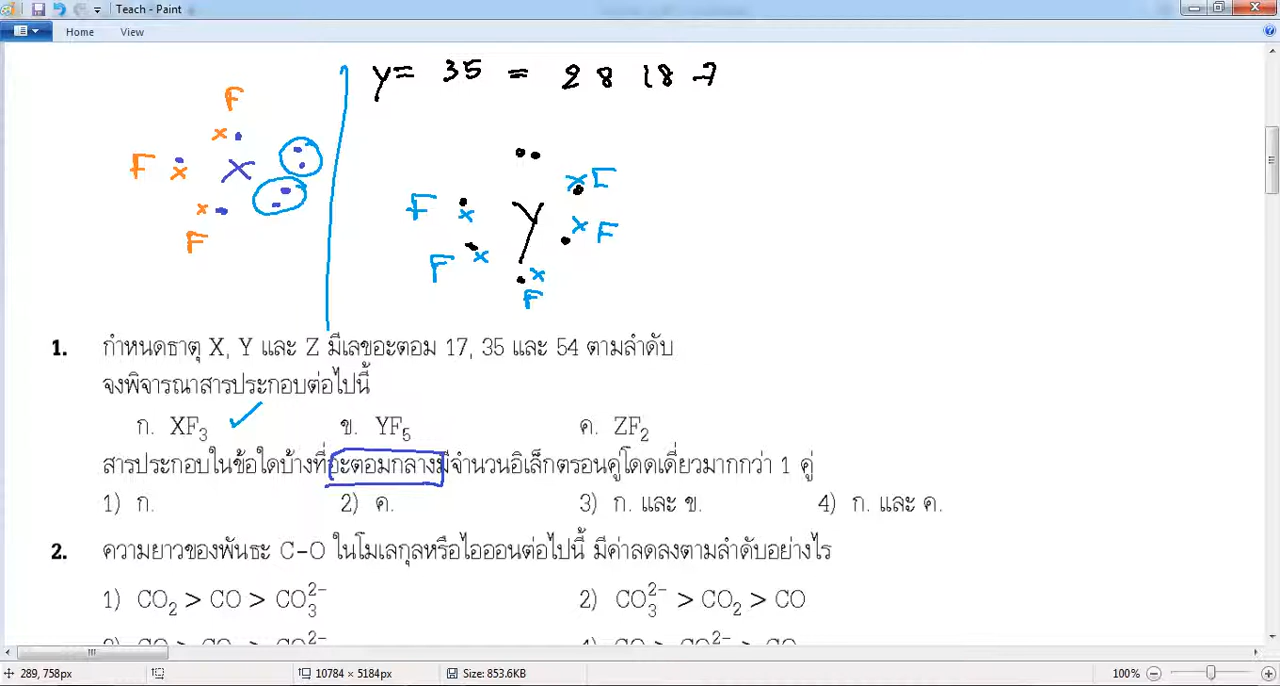 Teach - Paint
Home View
y = 35 = 2 8 18 7
F
F X
F
F Y F
F F
F
1. กำหนดธาตุ X, Y และ Z มีเลขอะตอม 17, 35 และ 54 ตามลำดับ
จงพิจารณาสารประกอบต่อไปนี้
ก. XF₃ ✓ ข. YF₅ ค. ZF₂
สารประกอบในข้อใดบ้างที่อะตอมกลางมีจำนวนอิเล็กตรอนคู่โดดเดี่ยวมากกว่า 1 คู่
1) ก. 2) ค. 3) ก. และ ข. 4) ก. และ ค.
2. ความยาวของพันธะ C–O ในโมเลกุลหรือไอออนต่อไปนี้ มีค่าลดลงตามลำดับอย่างไร
1) CO₂ > CO > CO₃²⁻ 2) CO₃²⁻ > CO₂ > CO
289, 758px 10784 × 5184px Size: 853.6KB 100%